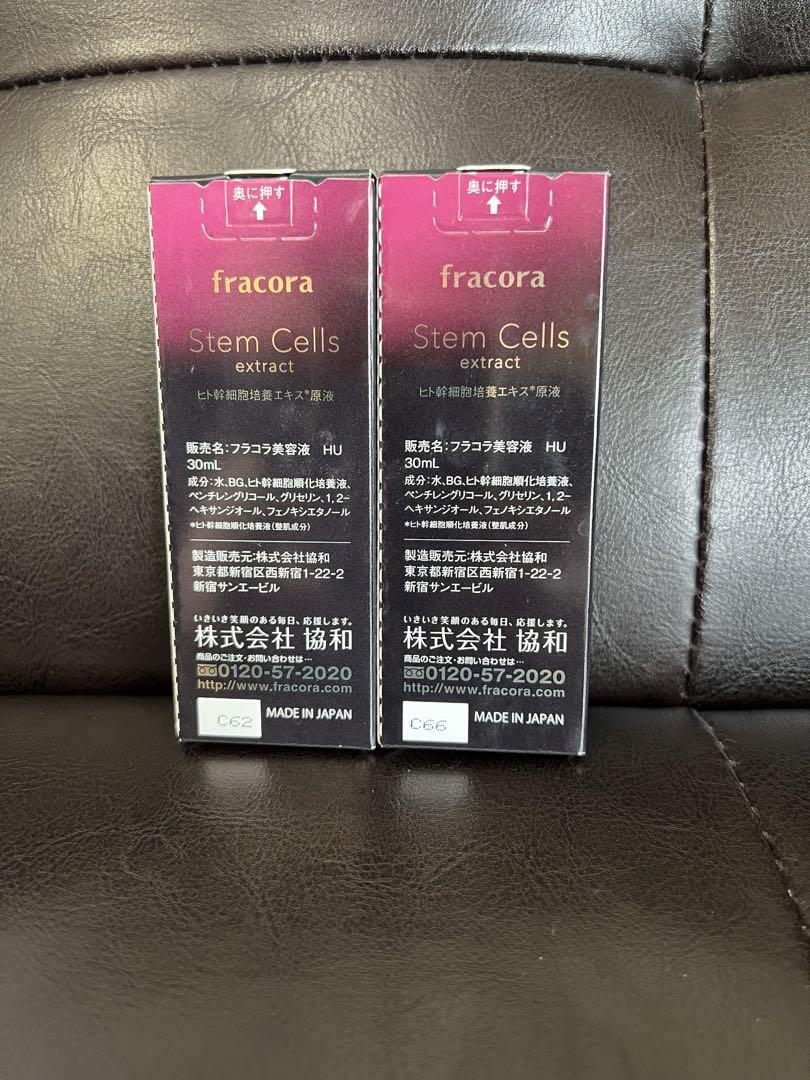 奥に押す
fracora
Stem Cells
extract
ヒト幹細胞培養エキス*原液
販売名:フラコラ美容液 HU
30mL
成分:水、BG、ヒト幹細胞順化培養液、
ペンチレングリコール、グリセリン、1,2-
ヘキサンジオール、フェノキシエタノール
*ヒト幹細胞順化培養液(整肌成分)
製造販売元:株式会社協和
東京都新宿区西新宿1-22-2
新宿サンエービル
いきいき笑顔のある毎日、応援します。
株式会社 協和
商品のご注文・お問い合わせは…
0120-57-2020
http://www.fracora.com
C62 MADE IN JAPAN
奥に押す
fracora
Stem Cells
extract
ヒト幹細胞培養エキス*原液
販売名:フラコラ美容液 HU
30mL
成分:水、BG、ヒト幹細胞順化培養液、
ペンチレングリコール、グリセリン、1,2-
ヘキサンジオール、フェノキシエタノール
*ヒト幹細胞順化培養液(整肌成分)
製造販売元:株式会社協和
東京都新宿区西新宿1-22-2
新宿サンエービル
いきいき笑顔のある毎日、応援します。
株式会社 協和
商品のご注文・お問い合わせは…
0120-57-2020
http://www.fracora.com
C66 MADE IN JAPAN